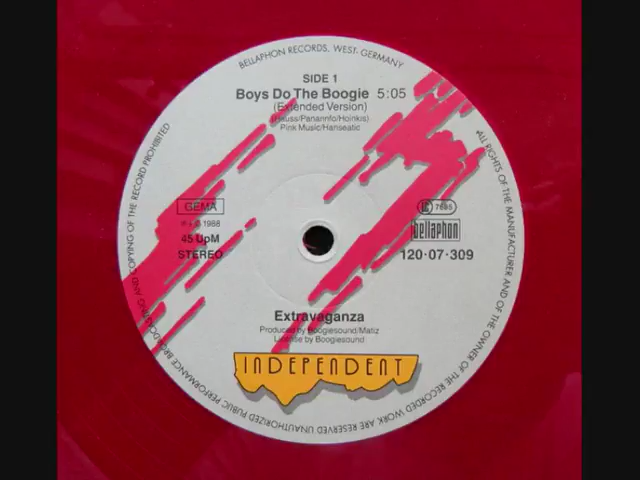 BELLAPHON RECORDS, WEST-GERMANY
SIDE 1
Boys Do The Boogie 5:05
(Extended Version)
Pink Music/Hanseatic
GEMA
1986
45 UpM
STEREO
LC 7665
bellaphon
120·07·309
Extravaganza
Produced by Boogiesound/Matiz
License by Boogiesound
INDEPENDENT
ALL RIGHTS OF THE MANUFACTURER AND OF THE OWNER OF THE RECORDED WORK ARE RESERVED UNAUTHORIZED PUBLIC PERFORMANCE BROADCASTING AND COPYING OF THE RECORD PROHIBITED